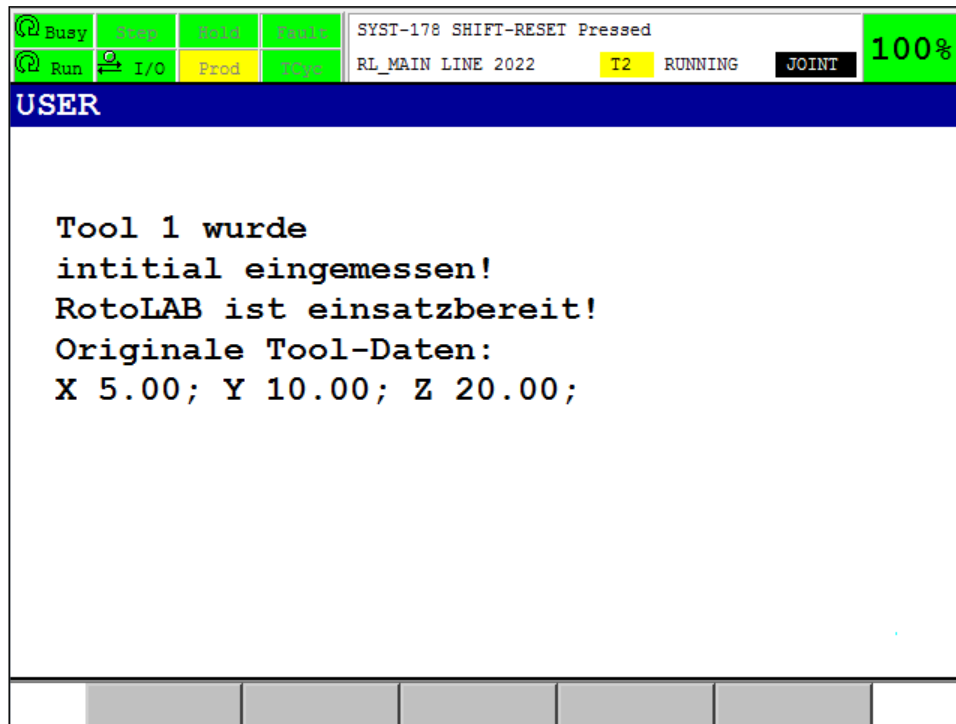 Busy Step Hold Fault SYST-178 SHIFT-RESET Pressed
Run I/O Prod TCyc RL_MAIN LINE 2022 T2 RUNNING JOINT 100%
USER
Tool 1 wurde
intitial eingemessen!
RotoLAB ist einsatzbereit!
Originale Tool-Daten:
X 5.00; Y 10.00; Z 20.00;